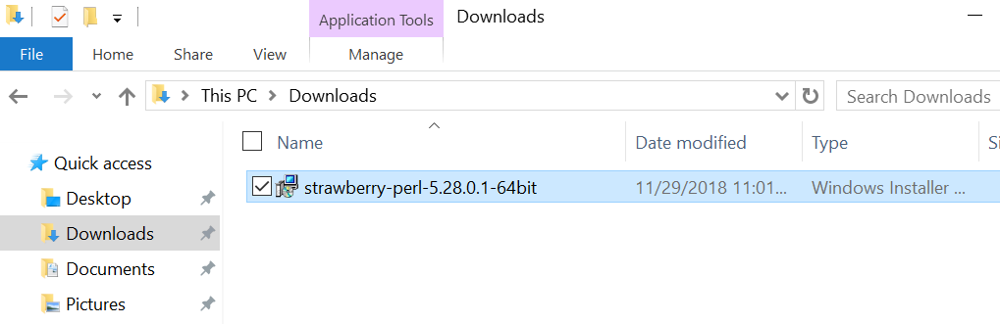 Application Tools Downloads
File Home Share View Manage
This PC Downloads Search Downloads
Name Date modified Type
Quick access
strawberry-perl-5.28.0.1-64bit 11/29/2018 11:01... Windows Installer ...
Desktop
Downloads
Documents
Pictures